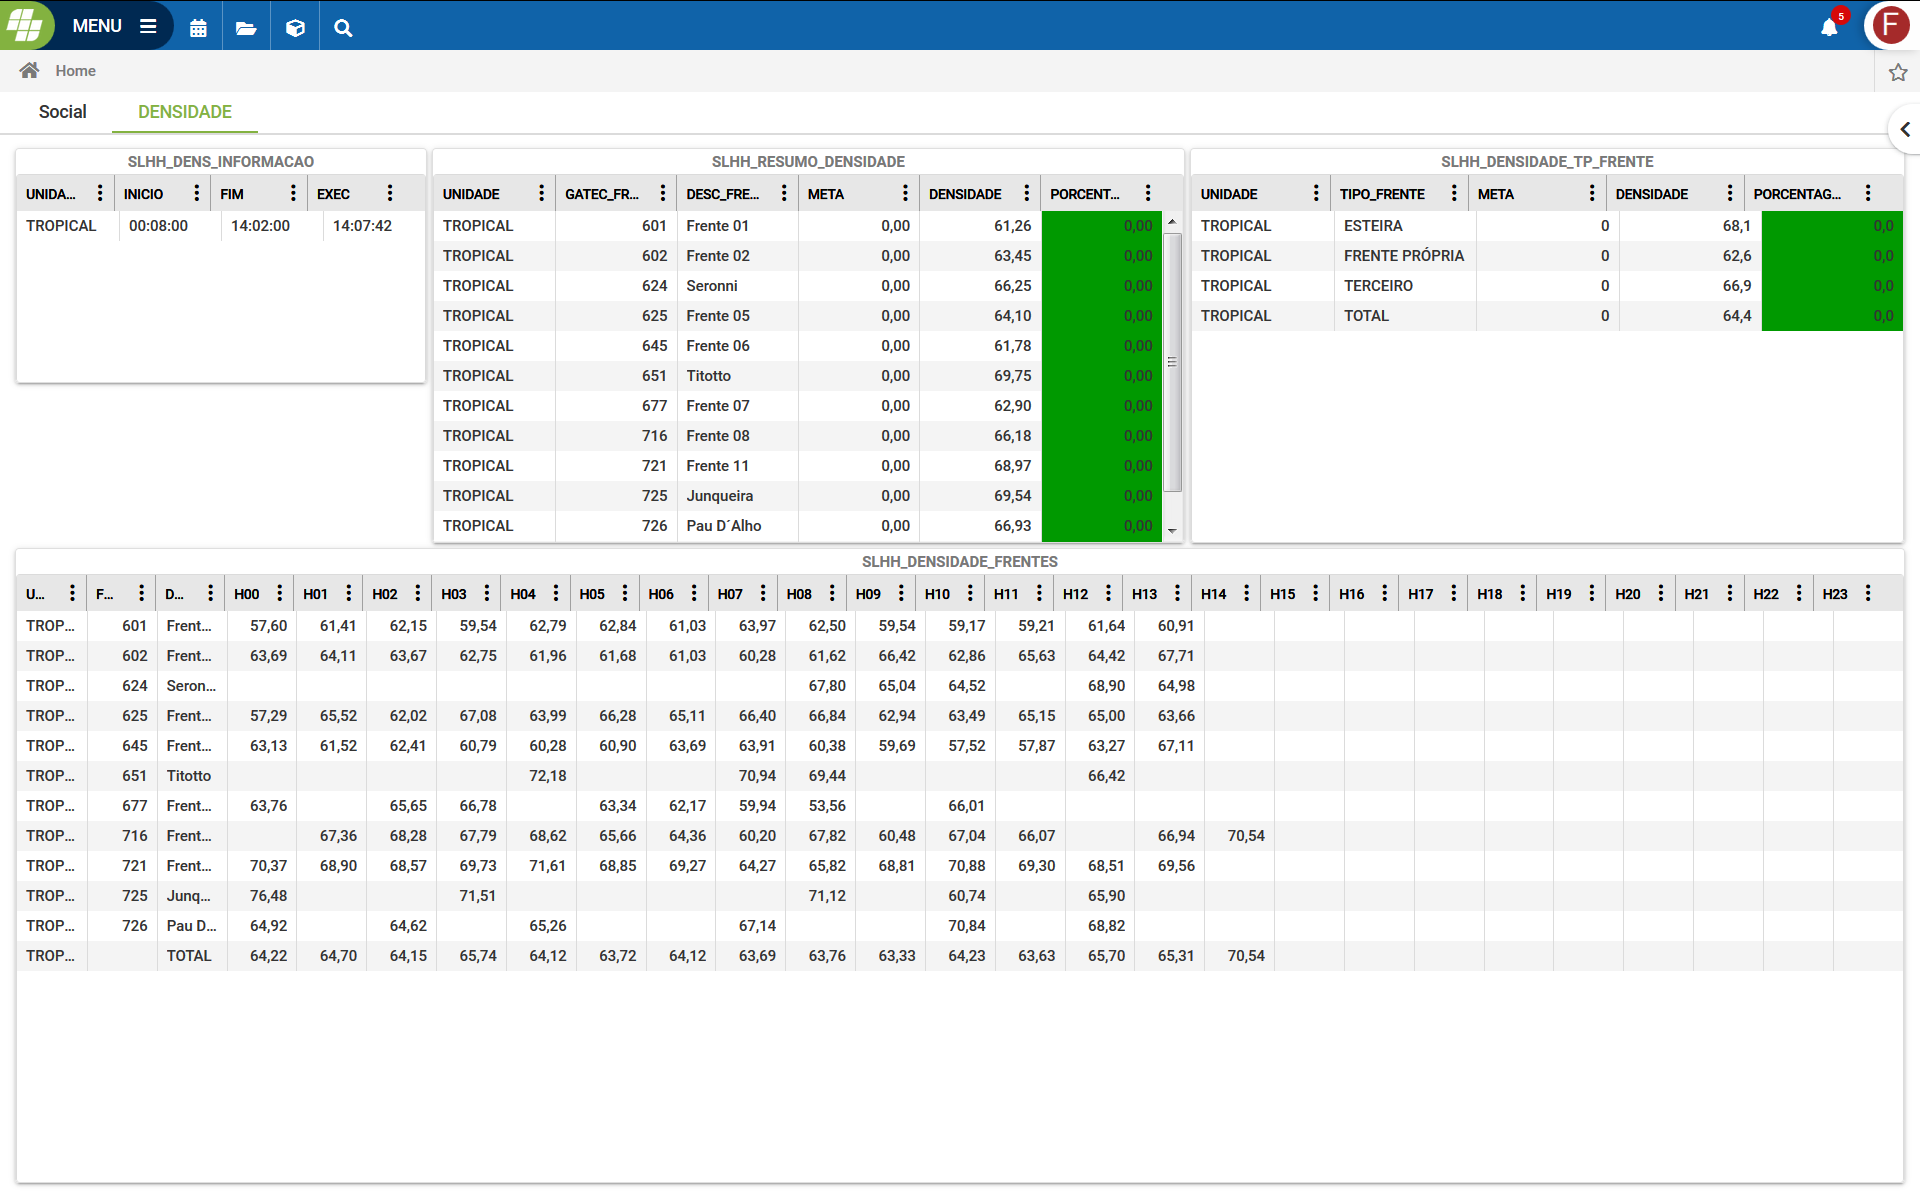 MENU
5
F
Home
Social DENSIDADE
SLHH_DENS_INFORMACAO
UNIDA... INICIO FIM EXEC
TROPICAL 00:08:00 14:02:00 14:07:42
SLHH_RESUMO_DENSIDADE
UNIDADE GATEC_FR... DESC_FRE... META DENSIDADE PORCENT...
TROPICAL 601 Frente 01 0,00 61,26 0,00
TROPICAL 602 Frente 02 0,00 63,45 0,00
TROPICAL 624 Seronni 0,00 66,25 0,00
TROPICAL 625 Frente 05 0,00 64,10 0,00
TROPICAL 645 Frente 06 0,00 61,78 0,00
TROPICAL 651 Titotto 0,00 69,75 0,00
TROPICAL 677 Frente 07 0,00 62,90 0,00
TROPICAL 716 Frente 08 0,00 66,18 0,00
TROPICAL 721 Frente 11 0,00 68,97 0,00
TROPICAL 725 Junqueira 0,00 69,54 0,00
TROPICAL 726 Pau D´Alho 0,00 66,93 0,00
SLHH_DENSIDADE_TP_FRENTE
UNIDADE TIPO_FRENTE META DENSIDADE PORCENTAG...
TROPICAL ESTEIRA 0 68,1 0,0
TROPICAL FRENTE PRÓPRIA 0 62,6 0,0
TROPICAL TERCEIRO 0 66,9 0,0
TROPICAL TOTAL 0 64,4 0,0
SLHH_DENSIDADE_FRENTES
U... F... D... H00 H01 H02 H03 H04 H05 H06 H07 H08 H09 H10 H11 H12 H13 H14 H15 H16 H17 H18 H19 H20 H21 H22 H23
TROP... 601 Frent... 57,60 61,41 62,15 59,54 62,79 62,84 61,03 63,97 62,50 59,54 59,17 59,21 61,64 60,91
TROP... 602 Frent... 63,69 64,11 63,67 62,75 61,96 61,68 61,03 60,28 61,62 66,42 62,86 65,63 64,42 67,71
TROP... 624 Seron... 67,80 65,04 64,52 68,90 64,98
TROP... 625 Frent... 57,29 65,52 62,02 67,08 63,99 66,28 65,11 66,40 66,84 62,94 63,49 65,15 65,00 63,66
TROP... 645 Frent... 63,13 61,52 62,41 60,79 60,28 60,90 63,69 63,91 60,38 59,69 57,52 57,87 63,27 67,11
TROP... 651 Titotto 72,18 70,94 69,44 66,42
TROP... 677 Frent... 63,76 65,65 66,78 63,34 62,17 59,94 53,56 66,01
TROP... 716 Frent... 67,36 68,28 67,79 68,62 65,66 64,36 60,20 67,82 60,48 67,04 66,07 66,94 70,54
TROP... 721 Frent... 70,37 68,90 68,57 69,73 71,61 68,85 69,27 64,27 65,82 68,81 70,88 69,30 68,51 69,56
TROP... 725 Junq... 76,48 71,51 71,12 60,74 65,90
TROP... 726 Pau D... 64,92 64,62 65,26 67,14 70,84 68,82
TROP... TOTAL 64,22 64,70 64,15 65,74 64,12 63,72 64,12 63,69 63,76 63,33 64,23 63,63 65,70 65,31 70,54